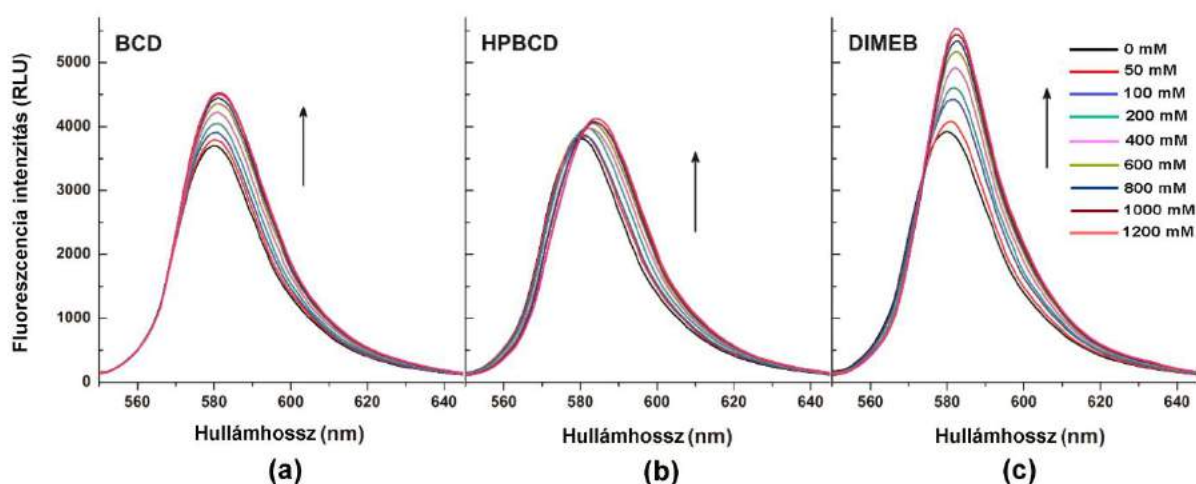 BCD
HPBCD
DIMEB
Fluoreszcencia intenzitás (RLU)
5000
4000
3000
2000
1000
0
0 mM
50 mM
100 mM
200 mM
400 mM
600 mM
800 mM
1000 mM
1200 mM
560 580 600 620 640
560 580 600 620 640
560 580 600 620 640
Hullámhossz (nm)
Hullámhossz (nm)
Hullámhossz (nm)
(a)
(b)
(c)